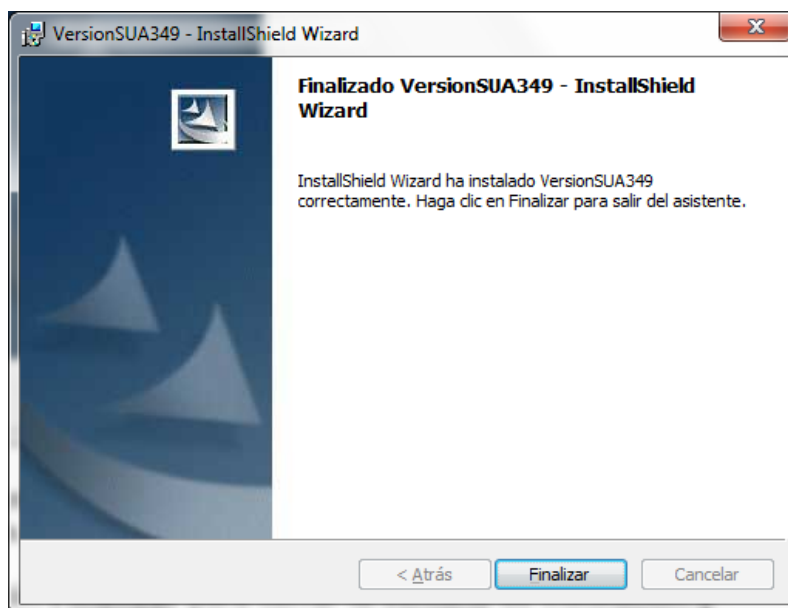 VersionSUA349 - InstallShield Wizard
Finalizado VersionSUA349 - InstallShield
Wizard
InstallShield Wizard ha instalado VersionSUA349
correctamente. Haga clic en Finalizar para salir del asistente.
< Atrás
Finalizar
Cancelar